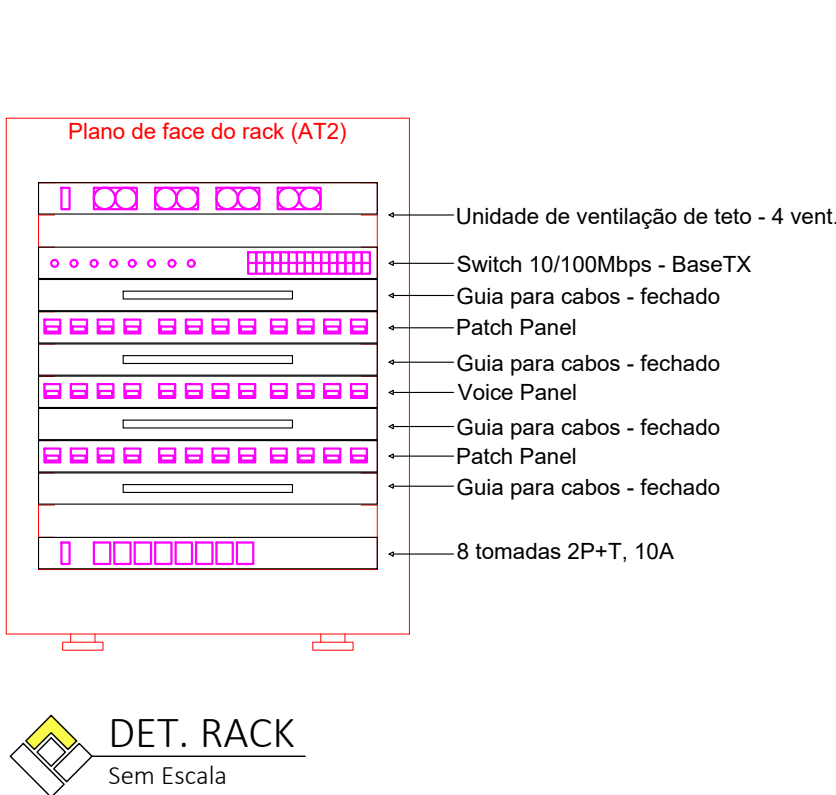 Plano de face do rack (AT2)
Unidade de ventilação de teto - 4 vent.
Switch 10/100Mbps - BaseTX
Guia para cabos - fechado
Patch Panel
Guia para cabos - fechado
Voice Panel
Guia para cabos - fechado
Patch Panel
Guia para cabos - fechado
8 tomadas 2P+T, 10A
DET. RACK
Sem Escala